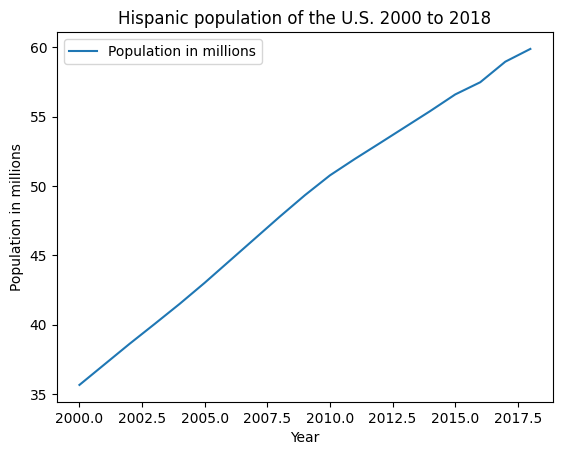 Hispanic population of the U.S. 2000 to 2018
Population in millions
Population in millions
60
55
50
45
40
35
2000.0 2002.5 2005.0 2007.5 2010.0 2012.5 2015.0 2017.5
Year